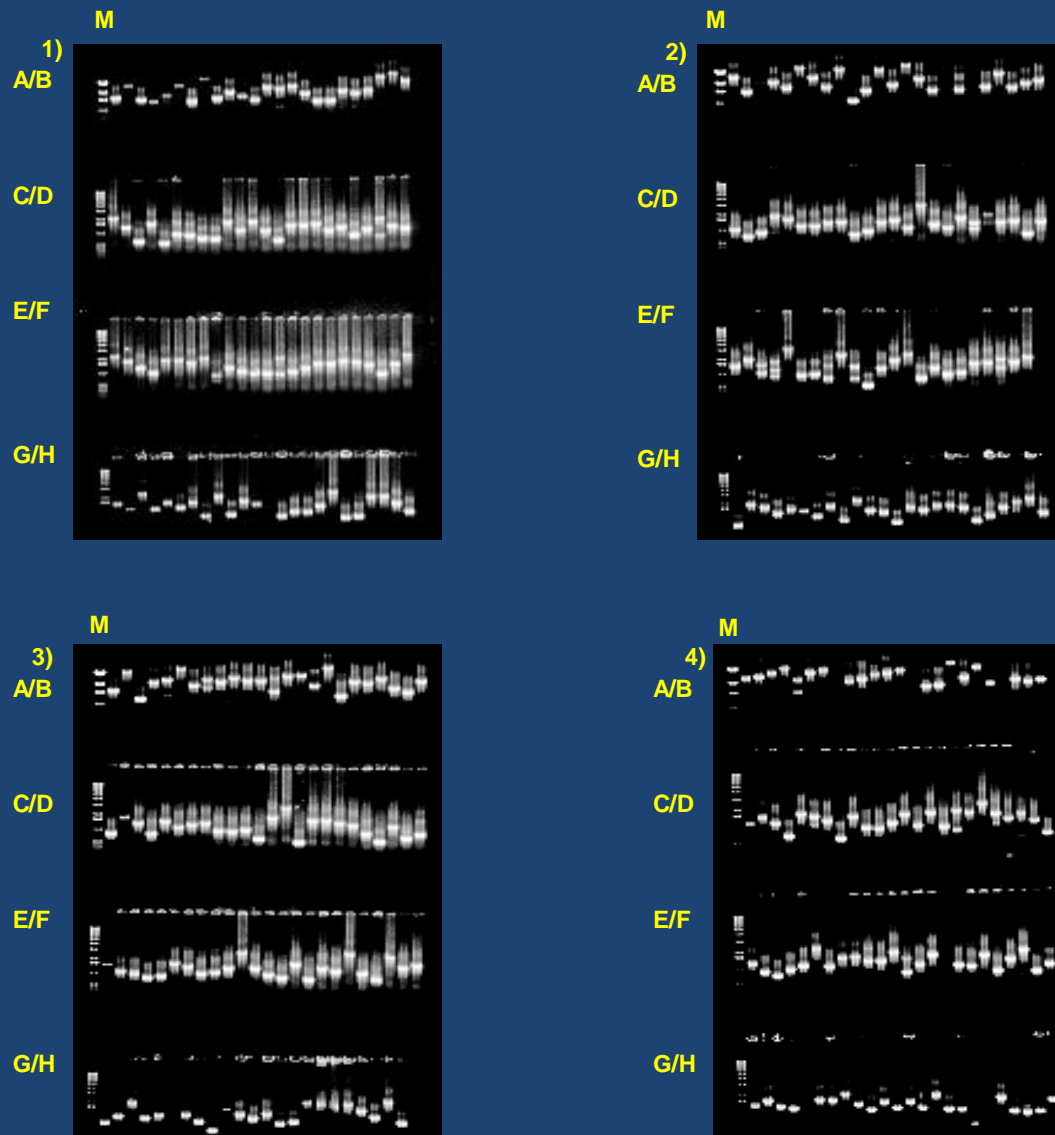 M
1)
A/B
C/D
E/F
G/H
M
2)
A/B
C/D
E/F
G/H
M
3)
A/B
C/D
E/F
G/H
M
4)
A/B
C/D
E/F
G/H